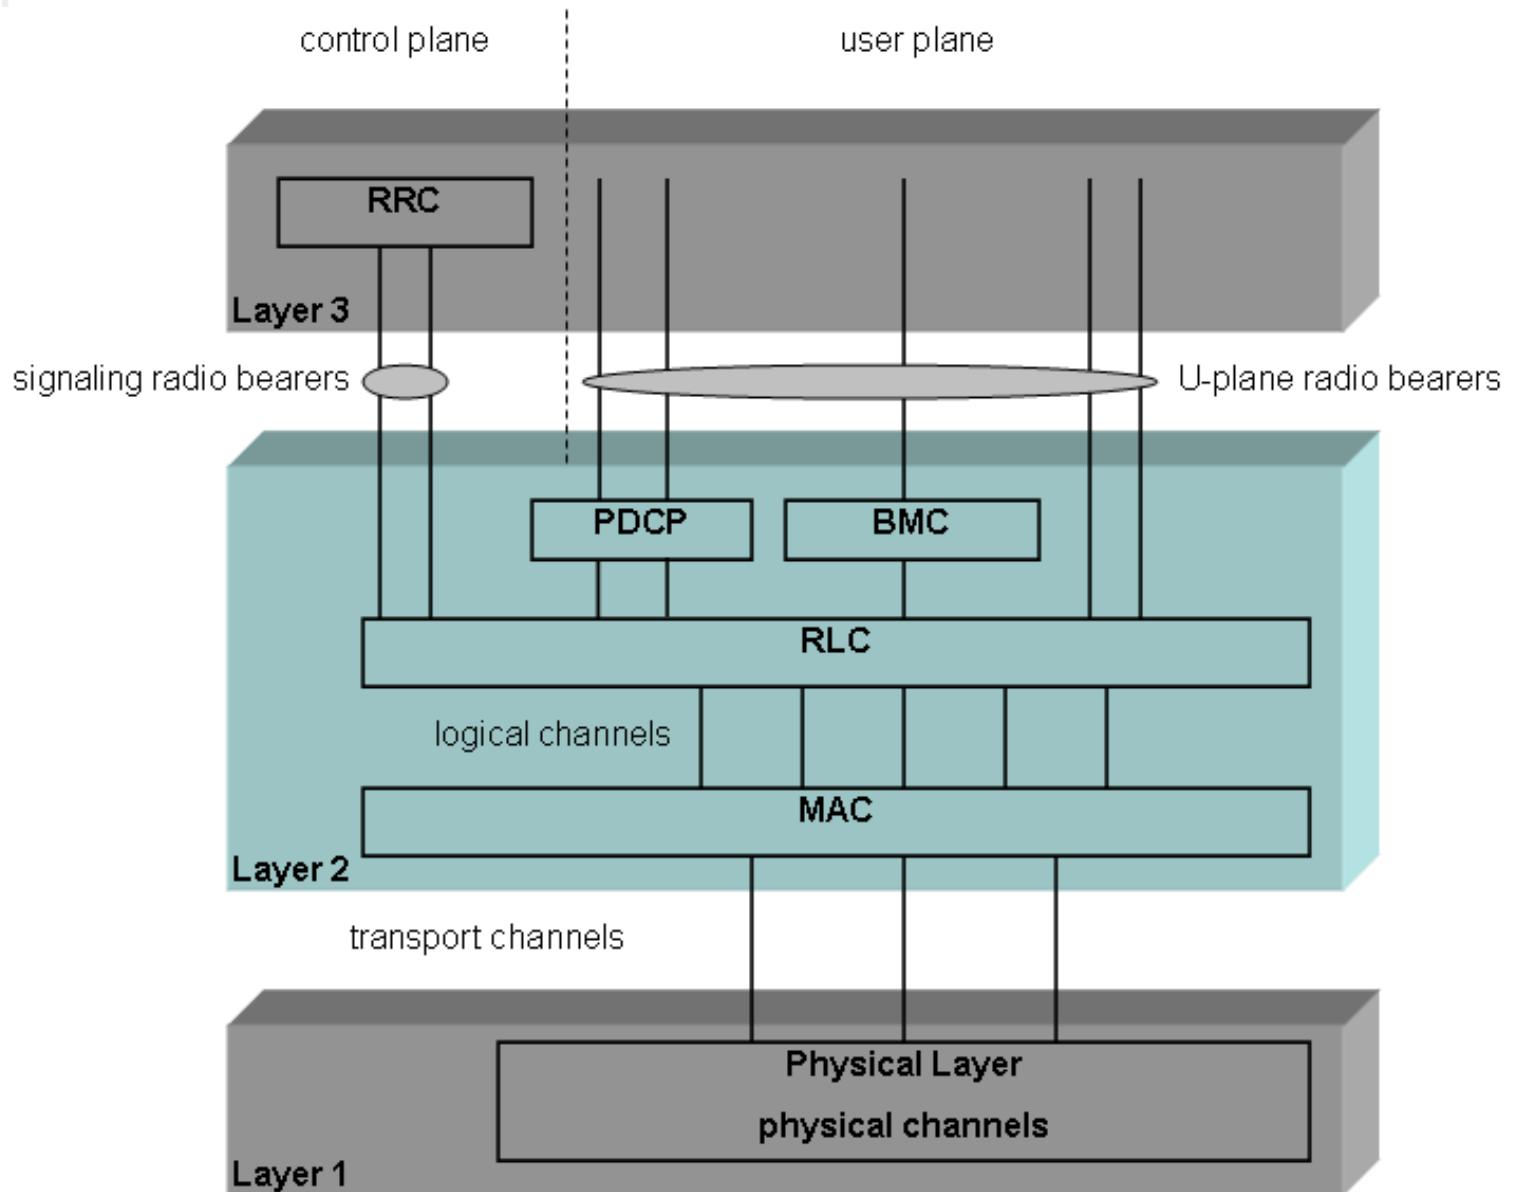 control plane
user plane
RRC
Layer 3
signaling radio bearers
U-plane radio bearers
PDCP
BMC
RLC
logical channels
MAC
Layer 2
transport channels
Physical Layer
physical channels
Layer 1